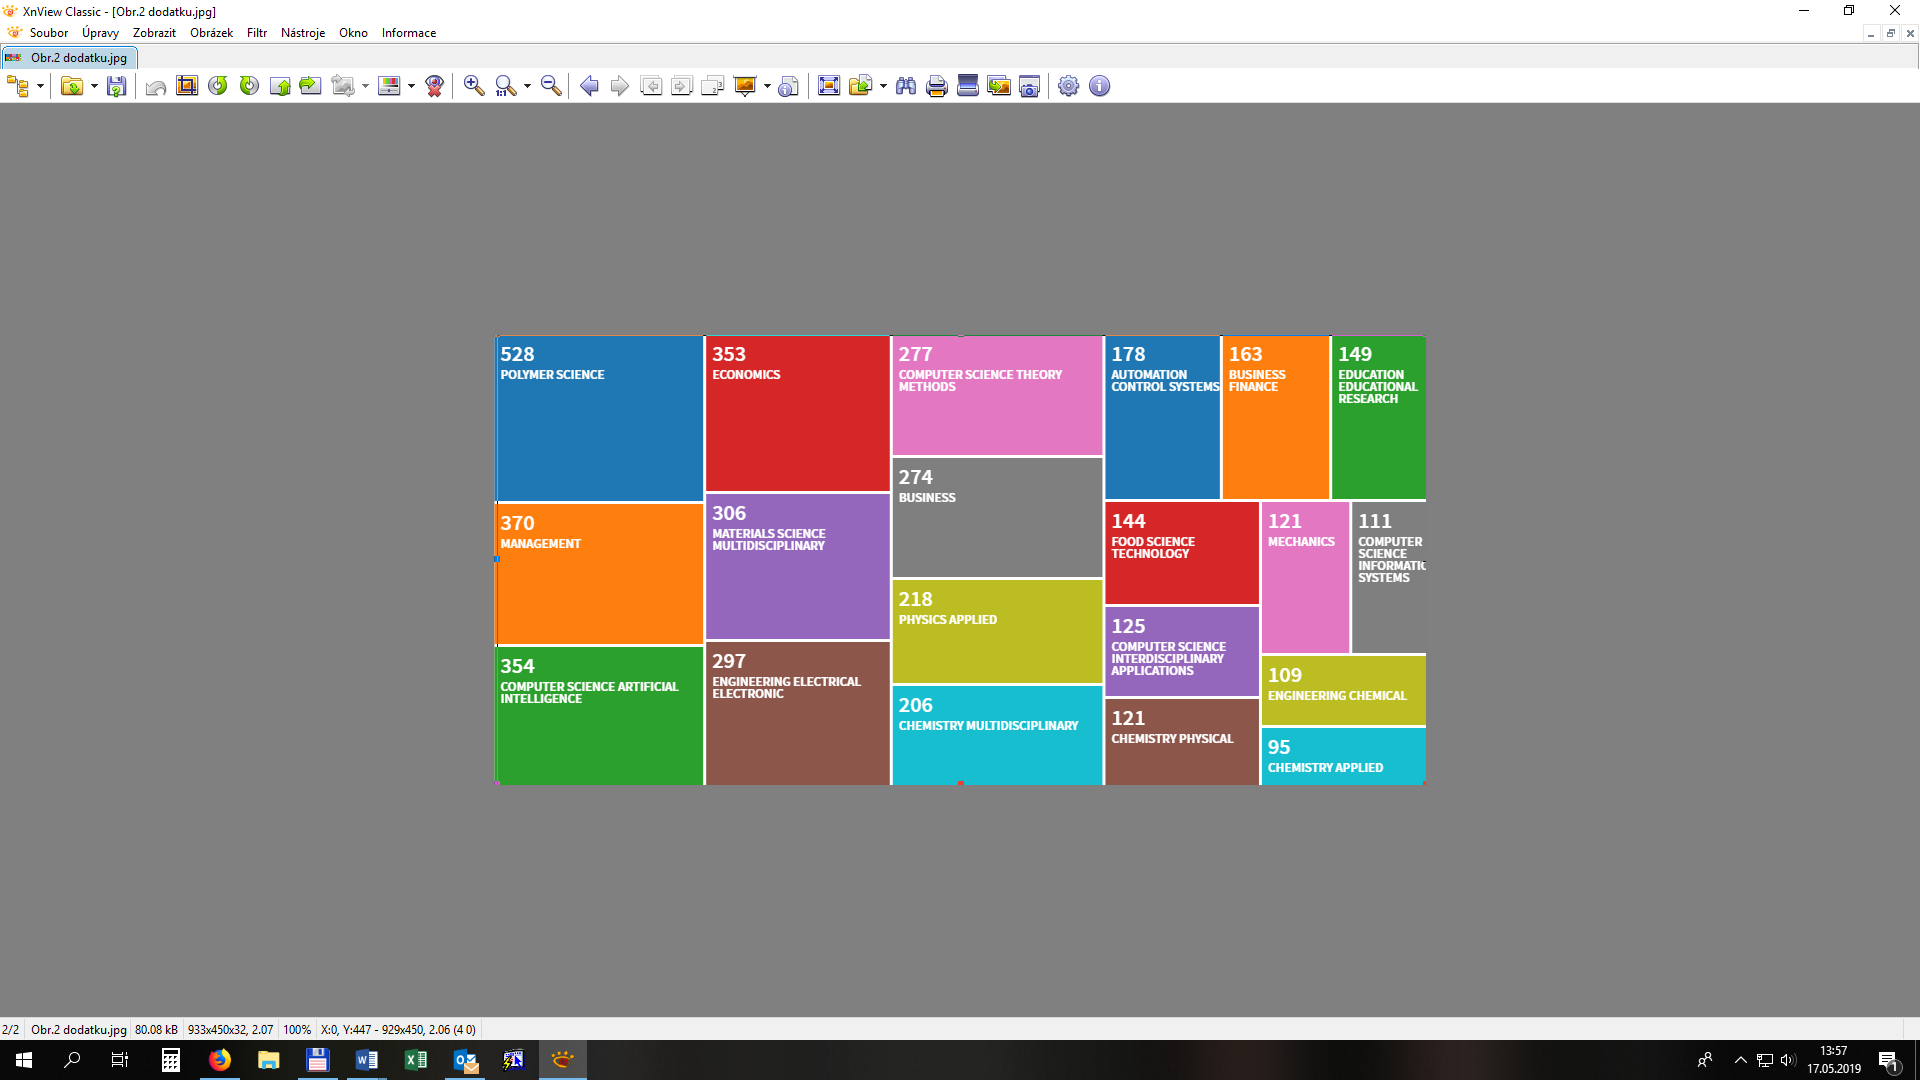 XnView Classic - [Obr.2 dodatku.jpg]
Soubor Úpravy Zobrazit Obrázek Filtr Nástroje Okno Informace
Obr.2 dodatku.jpg
528
POLYMER SCIENCE
370
MANAGEMENT
354
COMPUTER SCIENCE ARTIFICIAL
INTELLIGENCE
353
ECONOMICS
306
MATERIALS SCIENCE
MULTIDISCIPLINARY
297
ENGINEERING ELECTRICAL
ELECTRONIC
277
COMPUTER SCIENCE THEORY
METHODS
274
BUSINESS
218
PHYSICS APPLIED
206
CHEMISTRY MULTIDISCIPLINARY
178
AUTOMATION
CONTROL SYSTEMS
163
BUSINESS
FINANCE
149
EDUCATION
EDUCATIONAL
RESEARCH
144
FOOD SCIENCE
TECHNOLOGY
125
COMPUTER SCIENCE
INTERDISCIPLINARY
APPLICATIONS
121
CHEMISTRY PHYSICAL
121
MECHANICS
111
COMPUTER
SCIENCE
INFORMATIC
SYSTEMS
109
ENGINEERING CHEMICAL
95
CHEMISTRY APPLIED
2/2 Obr.2 dodatku.jpg 80.08 kB 933x450x32, 2.07 100% X:0, Y:447 - 929x450, 2.06 (4 0)
13:57
17.05.2019
1